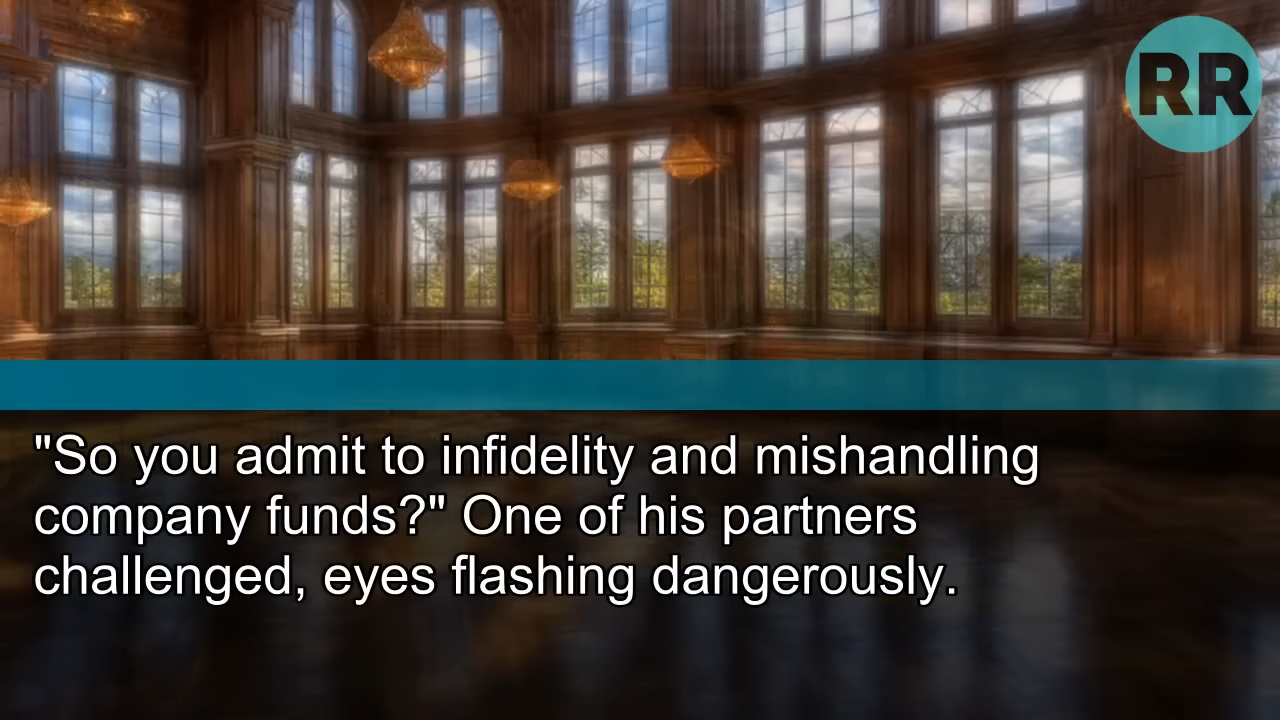 RR
"So you admit to infidelity and mishandling
company funds?" One of his partners
challenged, eyes flashing dangerously.